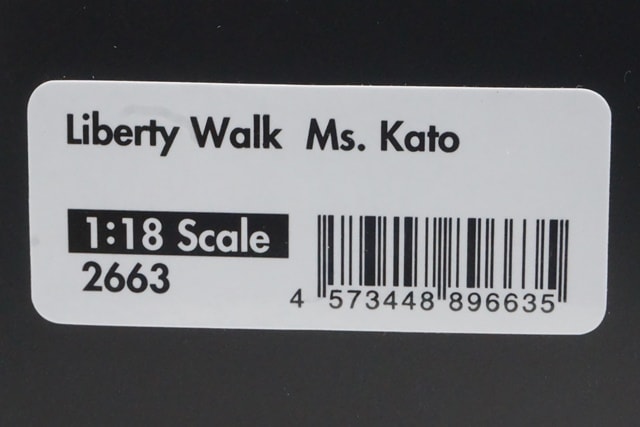 Liberty Walk Ms. Kato
1:18 Scale
2663
4 573448 896635